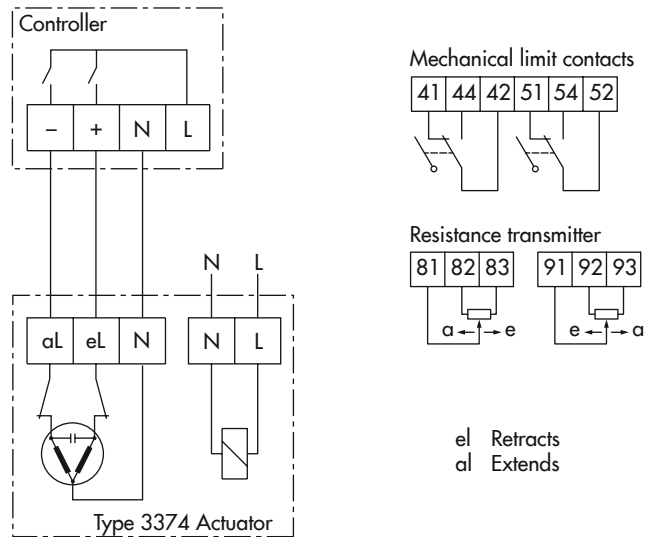 Controller
– + N L
N L
aL eL N N L
Type 3374 Actuator
Mechanical limit contacts
41 44 42 51 54 52
Resistance transmitter
81 82 83 91 92 93
a e e a
el Retracts
al Extends